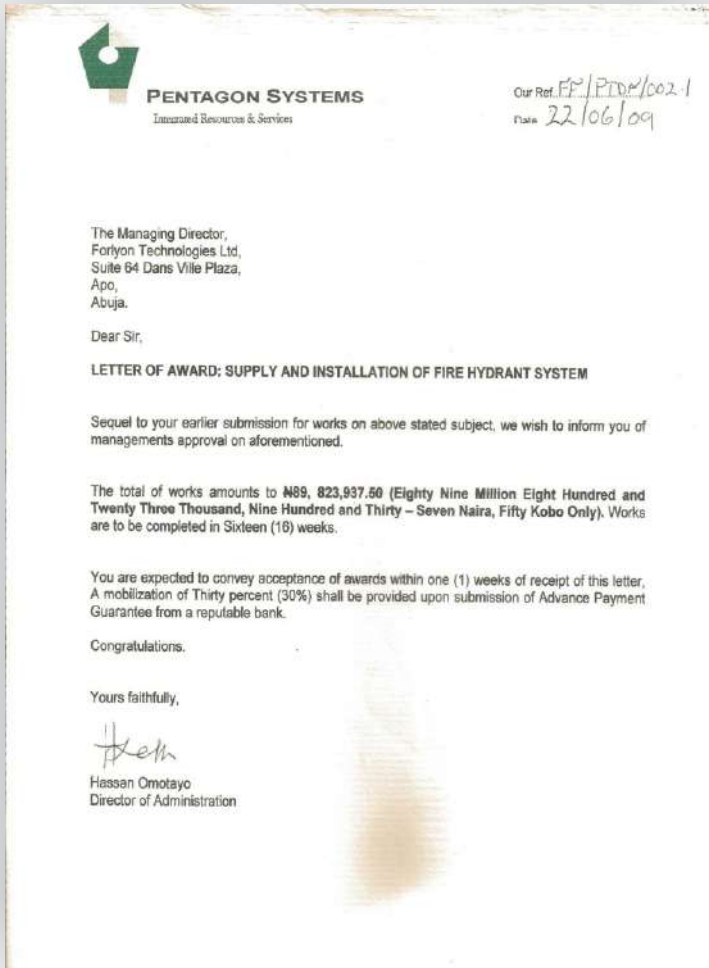 PENTAGON SYSTEMS
Integrated Resources & Services
Our Ref. FF/PTDF/002.1
Date 22/06/09
The Managing Director,
Forlyon Technologies Ltd,
Suite 64 Dans Ville Plaza,
Apo,
Abuja.
Dear Sir,
LETTER OF AWARD: SUPPLY AND INSTALLATION OF FIRE HYDRANT SYSTEM
Sequel to your earlier submission for works on above stated subject, we wish to inform you of
managements approval on aforementioned.
The total of works amounts to ₦89, 823,937.50 (Eighty Nine Million Eight Hundred and
Twenty Three Thousand, Nine Hundred and Thirty – Seven Naira, Fifty Kobo Only). Works
are to be completed in Sixteen (16) weeks.
You are expected to convey acceptance of awards within one (1) weeks of receipt of this letter,
A mobilization of Thirty percent (30%) shall be provided upon submission of Advance Payment
Guarantee from a reputable bank.
Congratulations.
Yours faithfully,
Hassan Omotayo
Director of Administration